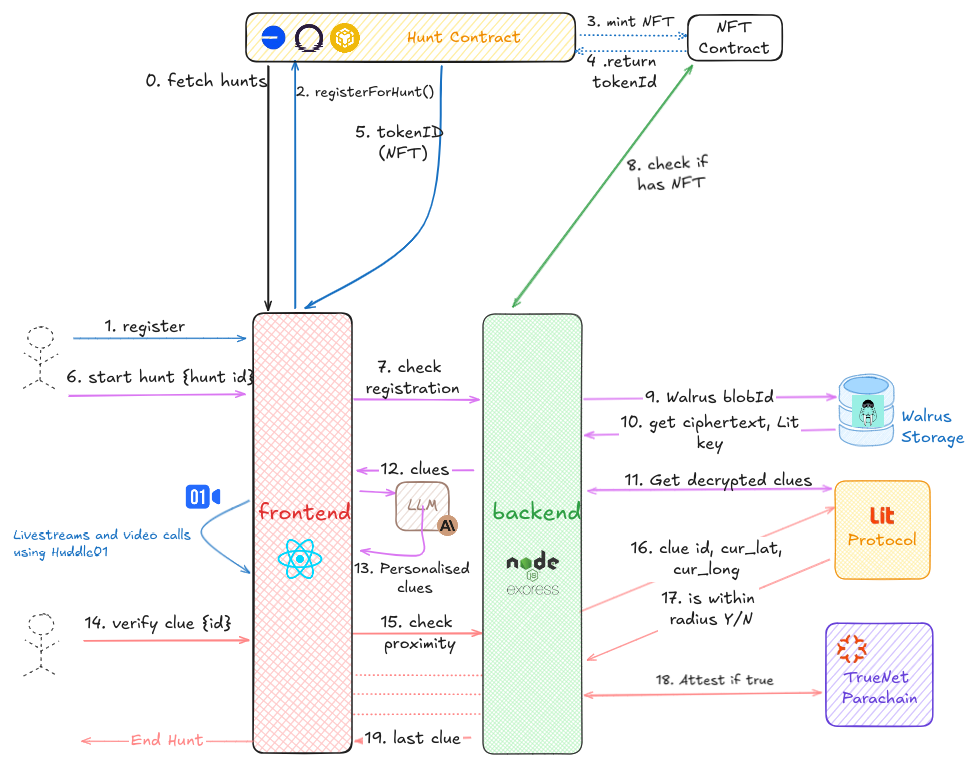 Hunt Contract
3. mint NFT
NFT
Contract
4 .return
tokenId
0. fetch hunts
2. registerForHunt()
5. tokenID
(NFT)
8. check if
has NFT
1. register
6. start hunt {hunt id}
7. check
registration
9. Walrus blobId
10. get ciphertext, Lit
key
Walrus
Storage
12. clues
11. Get decrypted clues
LLM
A\
01
frontend
backend
Lit
Protocol
Livestreams and Video calls
using Huddle01
13. Personalised
clues
node
JS
express
16. clue id, cur_lat,
cur_long
17. is within
radius Y/N
14. verify clue {id}
15. check
proximity
TrueNet
Parachain
18. Attest if true
End Hunt
19. last clue